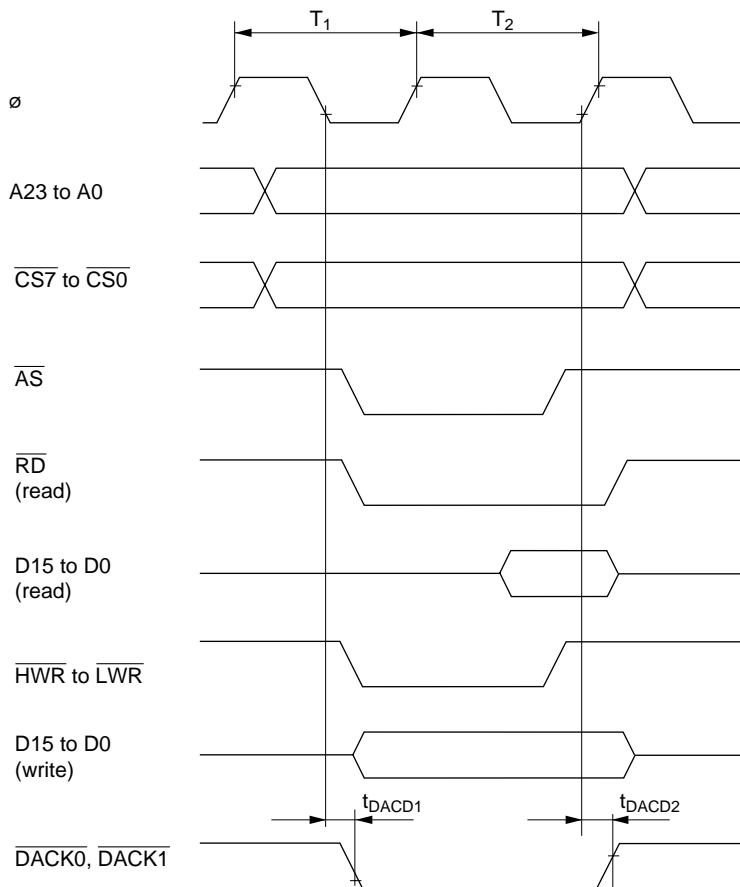 T1 T2
ø
A23 to A0
CS7 to CS0
AS
RD
(read)
D15 to D0
(read)
HWR to LWR
D15 to D0
(write)
tDACD1 tDACD2
DACK0, DACK1